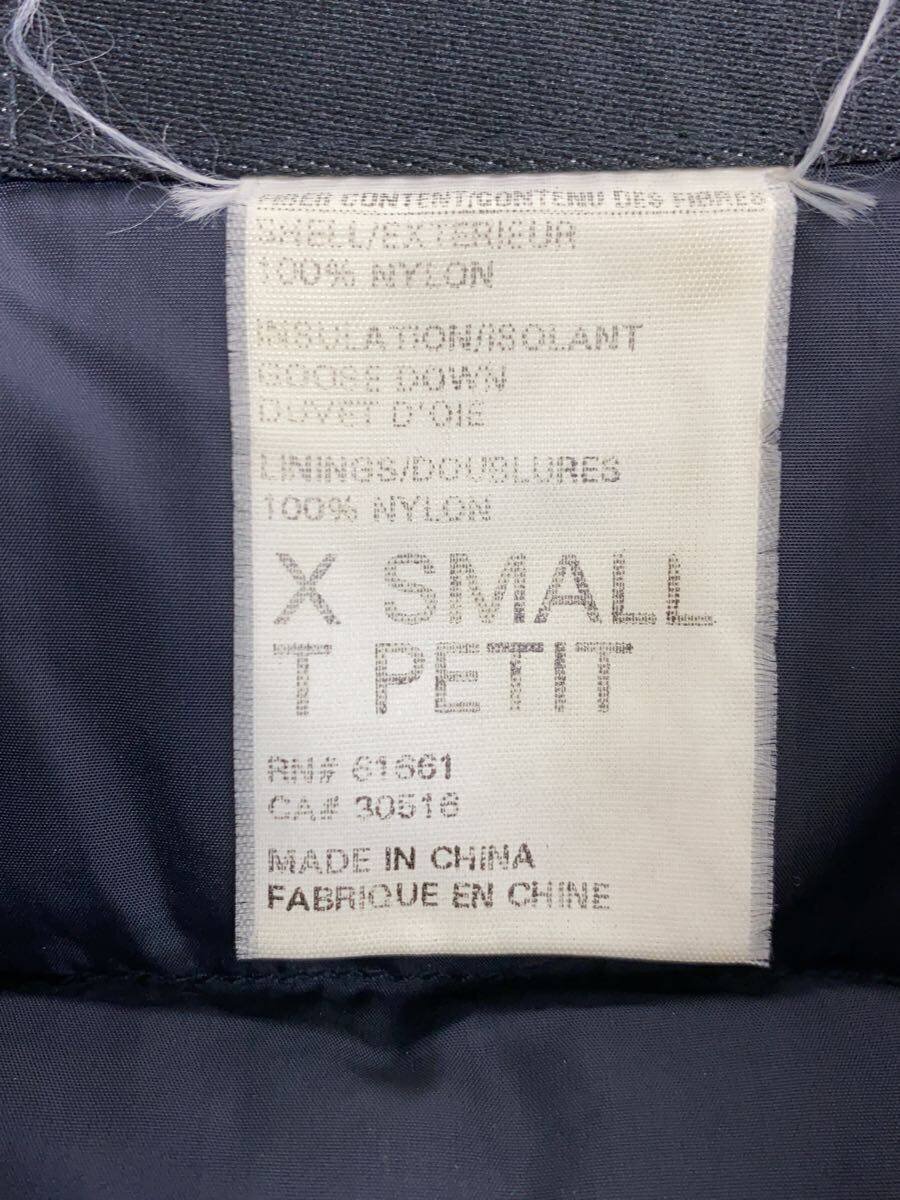 FIBER CONTENT/CONTENU DES FIBRES
SHELL/EXTERIEUR
100% NYLON
INSULATION/ISOLANT
GOOSE DOWN
DUVET D'OIE
LININGS/DOUBLURES
100% NYLON
X SMALL
T PETIT
RN# 61661
CA# 30516
MADE IN CHINA
FABRIQUE EN CHINE